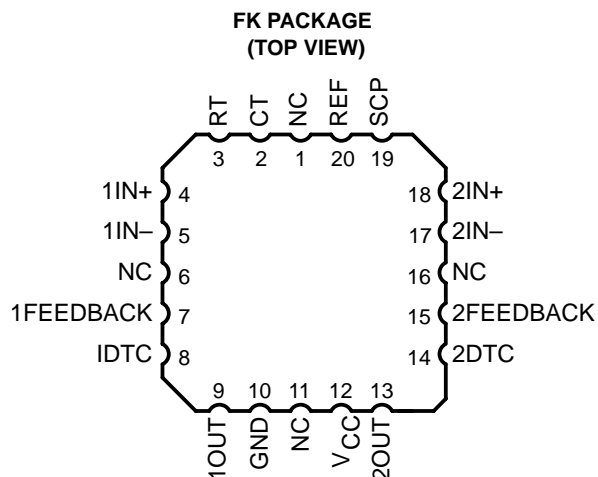 FK PACKAGE
(TOP VIEW)
RT
CT
NC
REF
SCP
3 2 1 20 19
1IN+ 4
1IN– 5
NC 6
1FEEDBACK 7
IDTC 8
18 2IN+
17 2IN–
16 NC
15 2FEEDBACK
14 2DTC
9 10 11 12 13
1OUT
GND
NC
VCC
2OUT